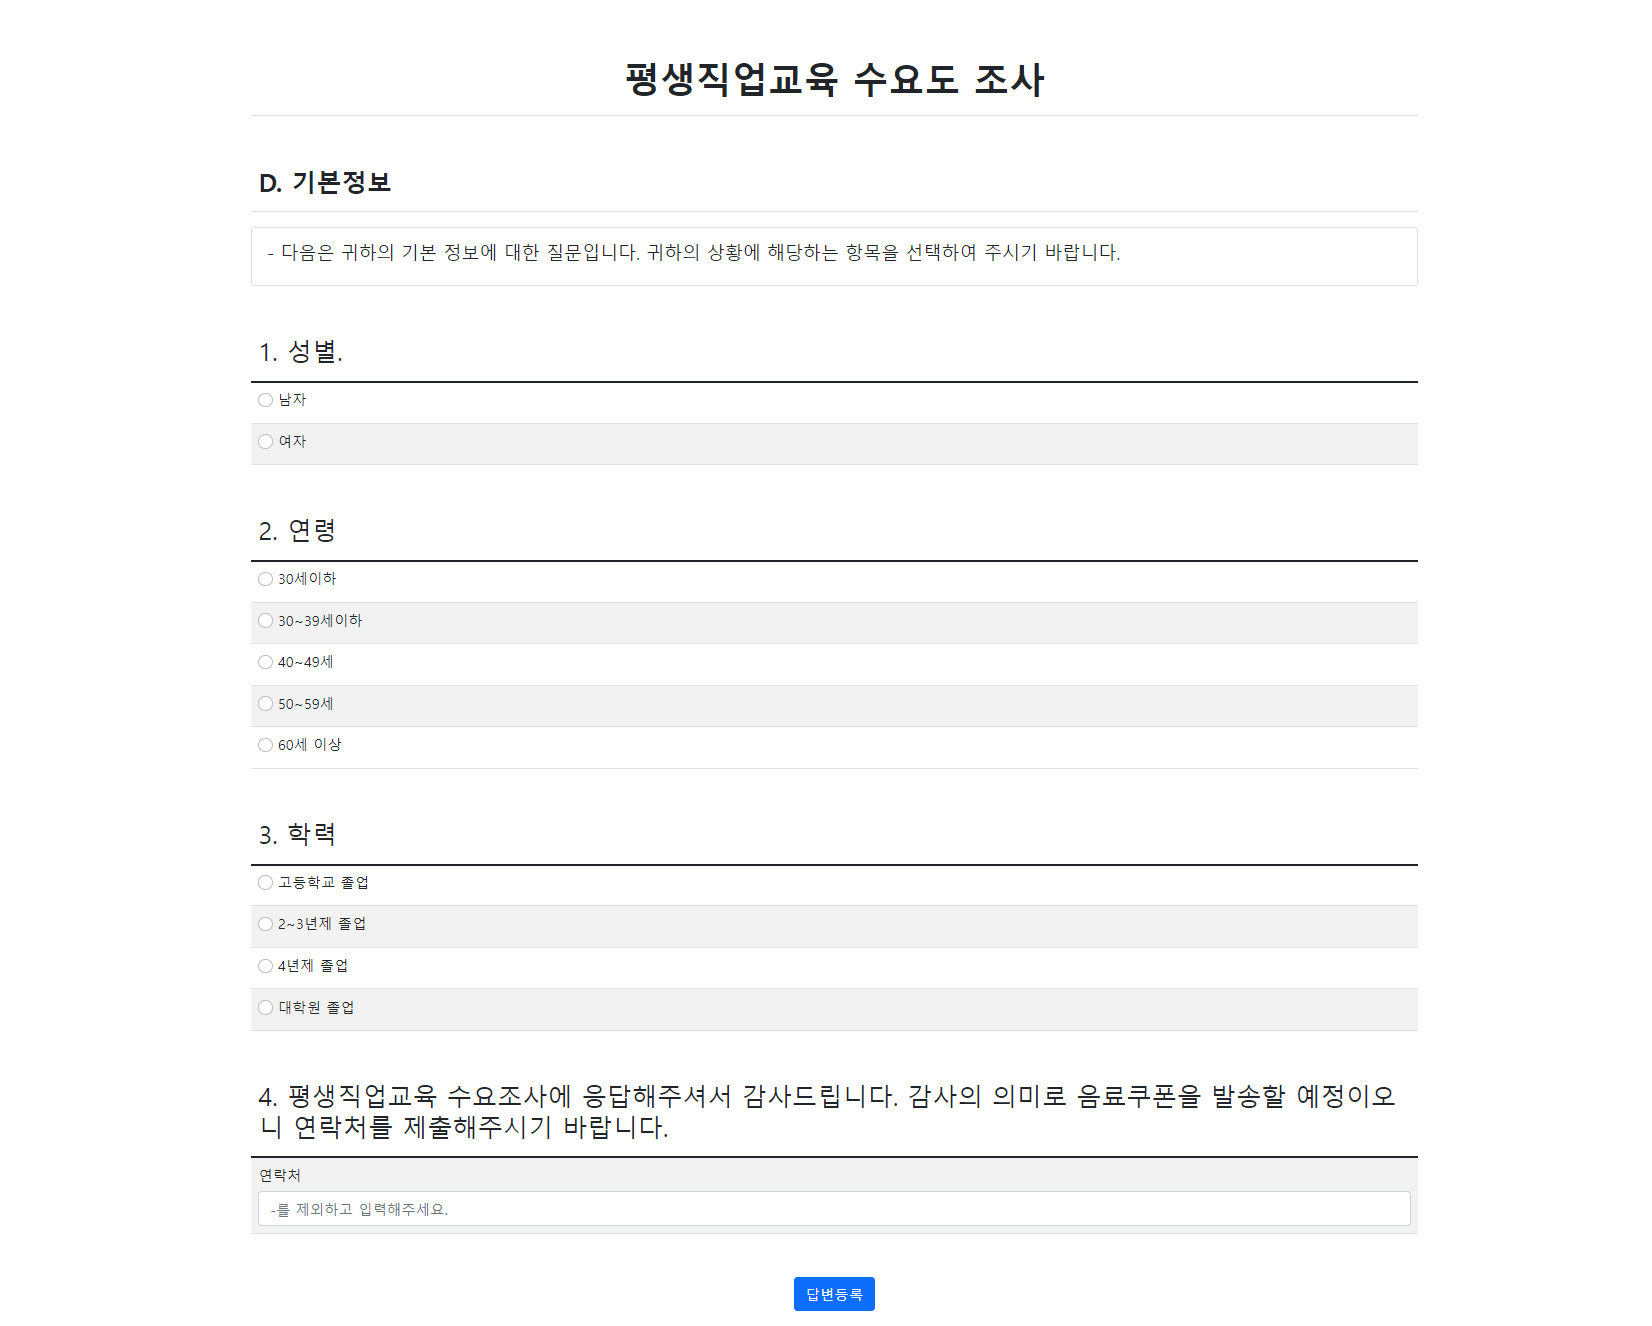 평생직업교육 수요도 조사
D. 기본정보
- 다음은 귀하의 기본 정보에 대한 질문입니다. 귀하의 상황에 해당하는 항목을 선택하여 주시기 바랍니다.
1. 성별.
남자
여자
2. 연령
30세이하
30~39세이하
40~49세
50~59세
60세 이상
3. 학력
고등학교 졸업
2~3년제 졸업
4년제 졸업
대학원 졸업
4. 평생직업교육 수요조사에 응답해주셔서 감사드립니다. 감사의 의미로 음료쿠폰을 발송할 예정이오
니 연락처를 제출해주시기 바랍니다.
연락처
-를 제외하고 입력해주세요.
답변등록